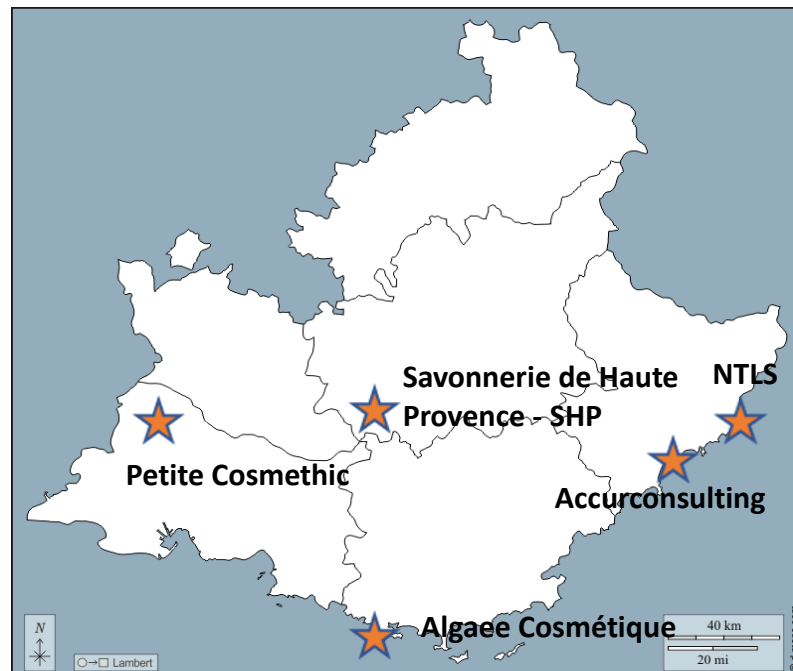 Savonnerie de Haute
Provence - SHP
NTLS
Petite Cosmethic
Accurconsulting
Algaee Cosmétique
N
Lambert
40 km
20 mi